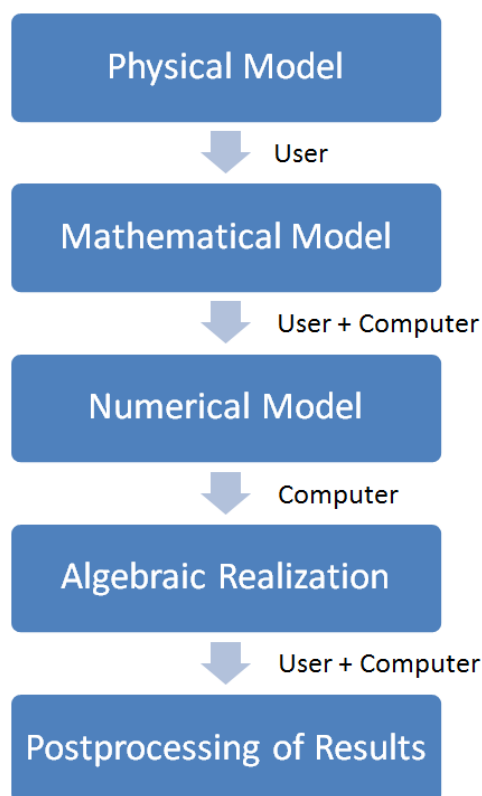 Physical Model
User
Mathematical Model
User + Computer
Numerical Model
Computer
Algebraic Realization
User + Computer
Postprocessing of Results